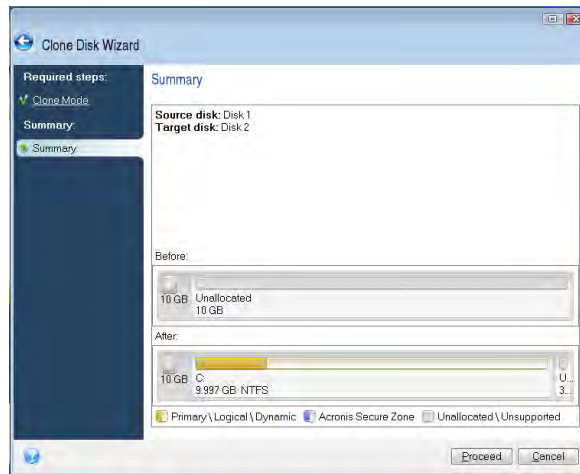 Clone Disk Wizard
Required steps:
Clone Mode
Summary:
Summary
Summary
Source disk: Disk 1
Target disk: Disk 2
Before:
10 GB
Unallocated
10 GB
After:
10 GB
C:
9.997 GB NTFS
U...
3...
Primary \ Logical \ Dynamic
Acronis Secure Zone
Unallocated \ Unsupported
Proceed
Cancel